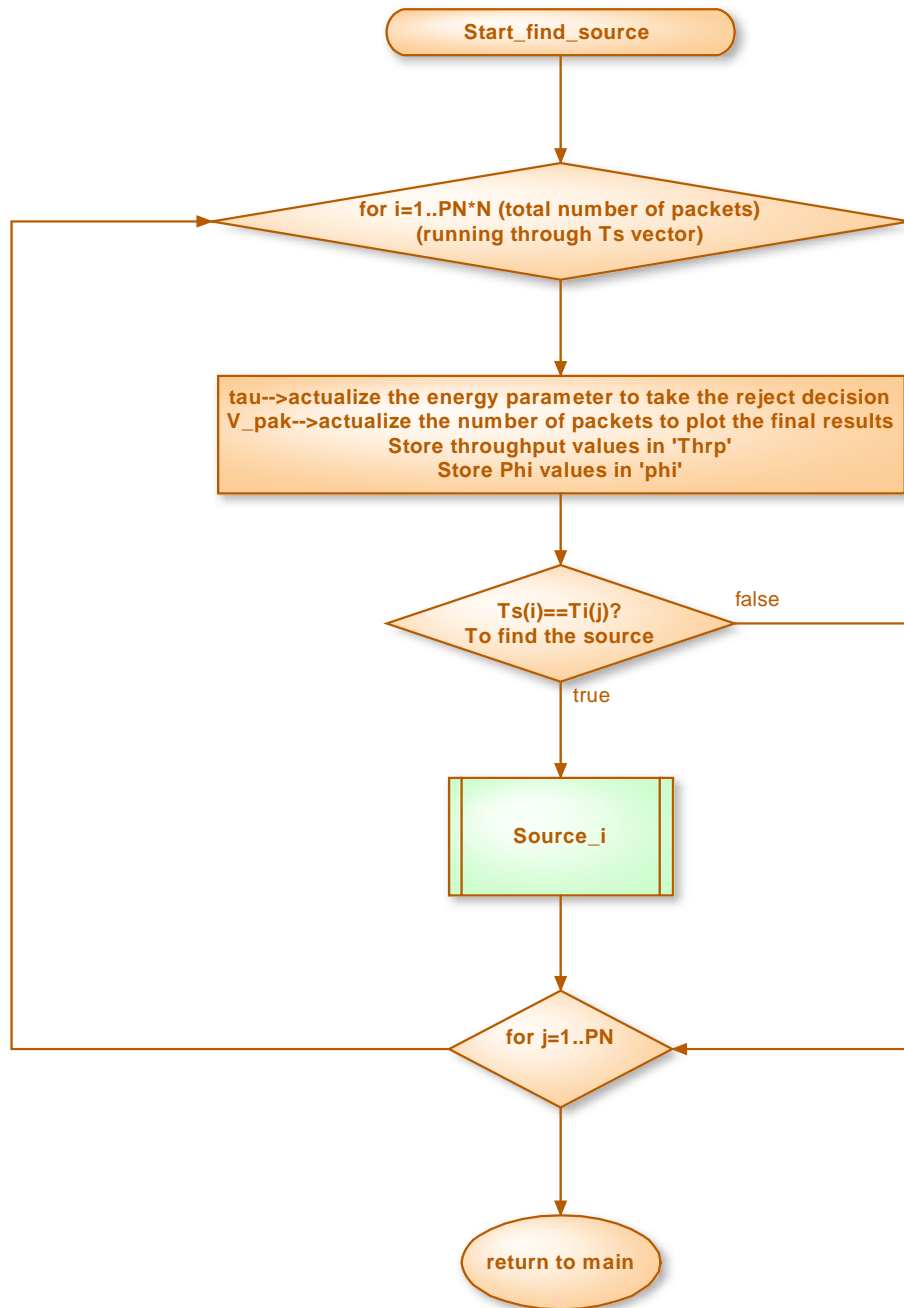 Start_find_source
for i=1..PN*N (total number of packets)
(running through Ts vector)
tau-->actualize the energy parameter to take the reject decision
V_pak-->actualize the number of packets to plot the final results
Store throughput values in 'Thrp'
Store Phi values in 'phi'
Ts(i)==Ti(j)?
To find the source
false
true
Source_i
for j=1..PN
return to main